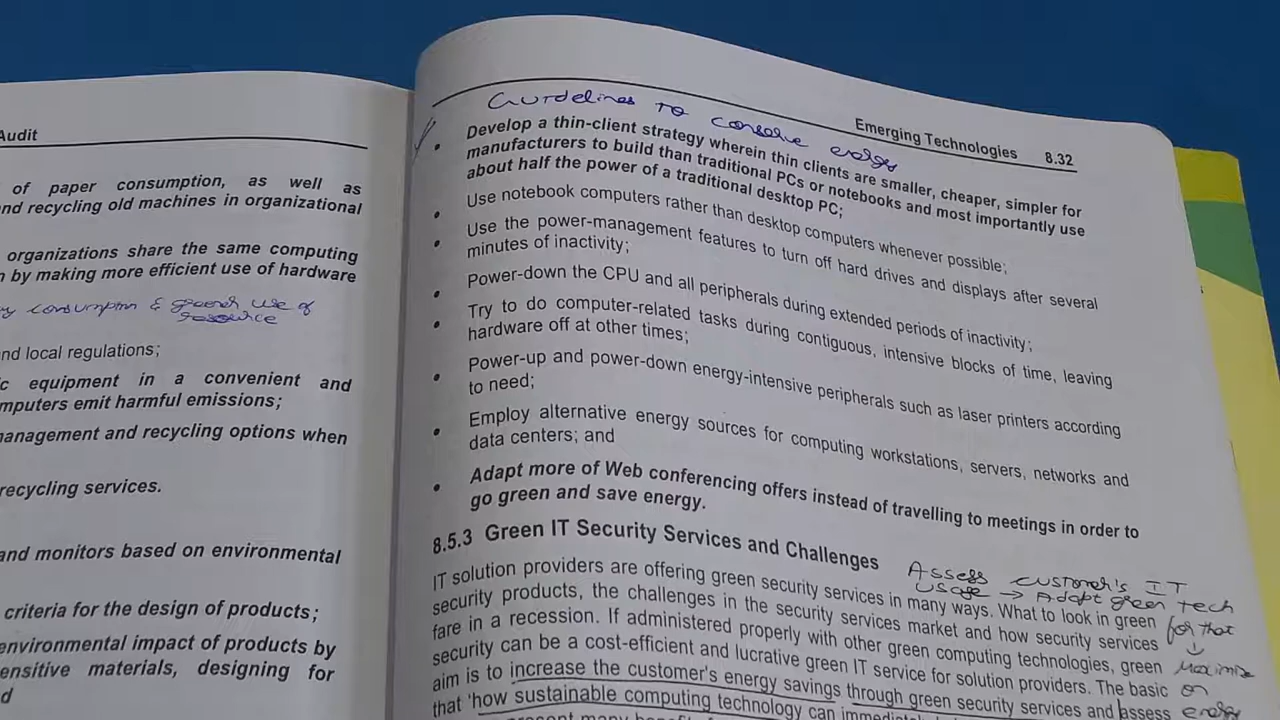 Audit
of paper consumption, as well as
nd recycling old machines in organizational
organizations share the same computing
n by making more efficient use of hardware
y consumption & green use of
resource
nd local regulations;
c equipment in a convenient and
mputers emit harmful emissions;
anagement and recycling options when
recycling services.
and monitors based on environmental
criteria for the design of products;
environmental impact of products by
ensitive materials, designing for
d
Emerging Technologies 8.32
Guidelines to conserve energy
• Develop a thin-client strategy wherein thin clients are smaller, cheaper, simpler for
manufacturers to build than traditional PCs or notebooks and most importantly use
about half the power of a traditional desktop PC;
• Use notebook computers rather than desktop computers whenever possible;
• Use the power-management features to turn off hard drives and displays after several
minutes of inactivity;
• Power-down the CPU and all peripherals during extended periods of inactivity;
• Try to do computer-related tasks during contiguous, intensive blocks of time, leaving
hardware off at other times;
• Power-up and power-down energy-intensive peripherals such as laser printers according
to need;
• Employ alternative energy sources for computing workstations, servers, networks and
data centers; and
• Adapt more of Web conferencing offers instead of travelling to meetings in order to
go green and save energy.
8.5.3 Green IT Security Services and Challenges
Assess customer's IT
usage → Adopt green tech
for that
↓
Maximize
on
energy
IT solution providers are offering green security services in many ways. What to look in green
security products, the challenges in the security services market and how security services
fare in a recession. If administered properly with other green computing technologies, green
security can be a cost-efficient and lucrative green IT service for solution providers. The basic
aim is to increase the customer's energy savings through green security services and assess
that 'how sustainable computing technology can immediat
present many